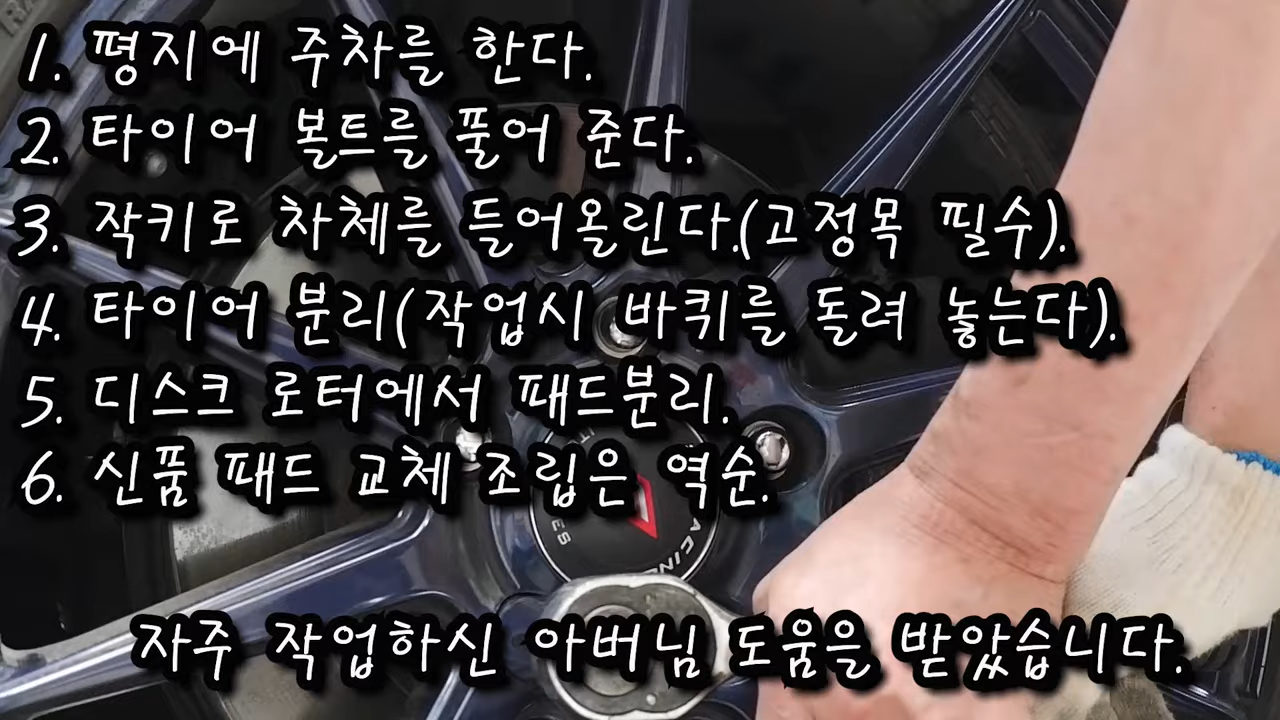 1. 평지에 주차를 한다.
2. 타이어 볼트를 풀어 준다.
3. 작키로 차체를 들어올린다.(고정목 필수).
4. 타이어 분리(작업시 바퀴를 돌려 놓는다).
5. 디스크 로터에서 패드분리.
6. 신품 패드 교체 조립은 역순.
자주 작업하신 아버님 도움을 받았습니다.